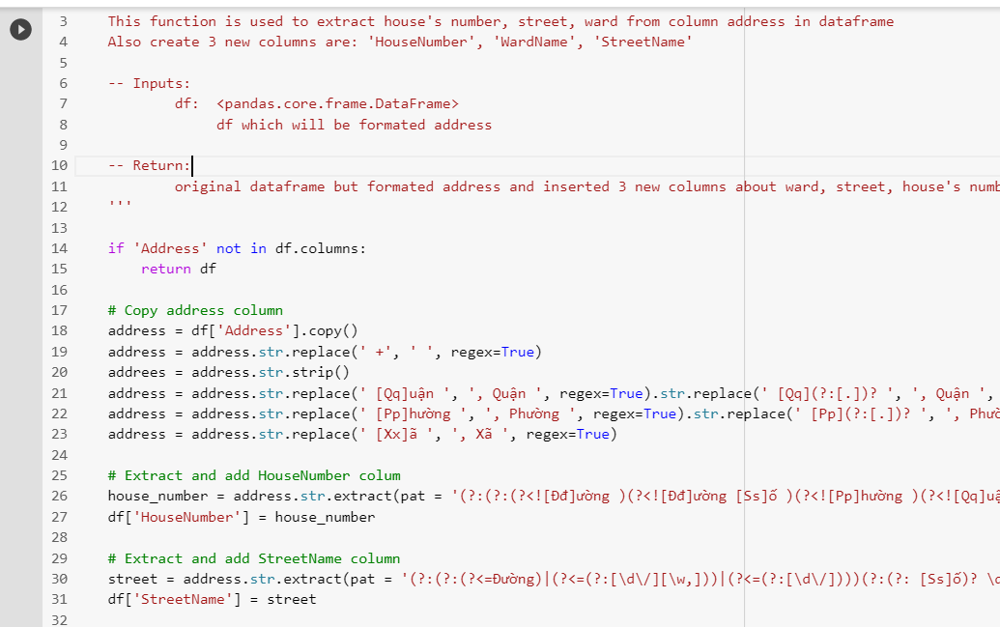 3 This function is used to extract house's number, street, ward from column address in dataframe
4 Also create 3 new columns are: 'HouseNumber', 'WardName', 'StreetName'
5
6 -- Inputs:
7 df: <pandas.core.frame.DataFrame>
8 df which will be formated address
9
10 -- Return:
11 original dataframe but formated address and inserted 3 new columns about ward, street, house's numb
12 '''
13
14 if 'Address' not in df.columns:
15 return df
16
17 # Copy address column
18 address = df['Address'].copy()
19 address = address.str.replace(' +', ' ', regex=True)
20 addrees = address.str.strip()
21 address = address.str.replace(' [Qq]uận ', ', Quận ', regex=True).str.replace(' [Qq](?:[.])? ', ', Quận ',
22 address = address.str.replace(' [Pp]hường ', ', Phường ', regex=True).str.replace(' [Pp](?:[.])? ', ', Phườ
23 address = address.str.replace(' [Xx]ã ', ', Xã ', regex=True)
24
25 # Extract and add HouseNumber colum
26 house_number = address.str.extract(pat = '(?:(?:(?<![Đđ]ường )(?<![Đđ]ường [Ss]ố )(?<![Pp]hường )(?<![Qq]uậ
27 df['HouseNumber'] = house_number
28
29 # Extract and add StreetName column
30 street = address.str.extract(pat = '(?:(?:(?<=Đường)|(?<=(?:[\d\/][\w,]))|(?<=(?:[\d\/])))(?:(?: [Ss]ố)? \d
31 df['StreetName'] = street
32